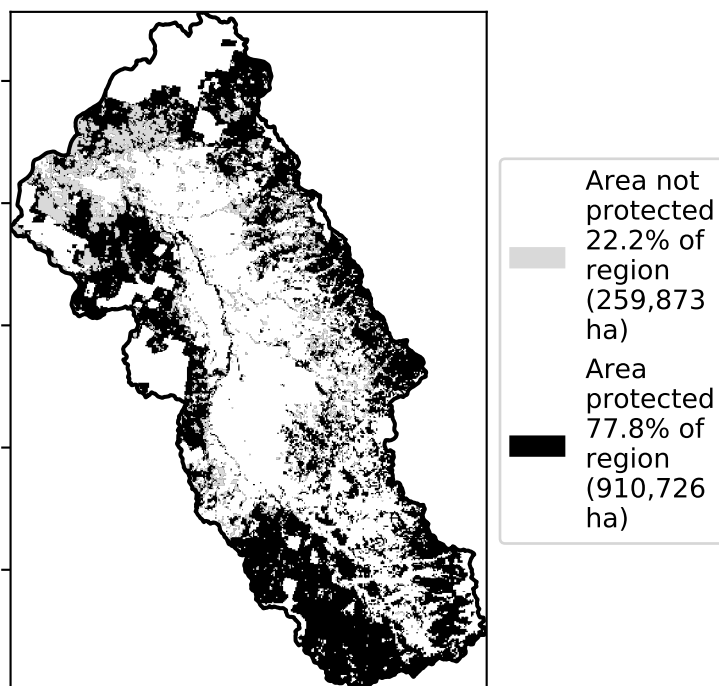 Area not
protected
22.2% of
region
(259,873
ha)
Area
protected
77.8% of
region
(910,726
ha)